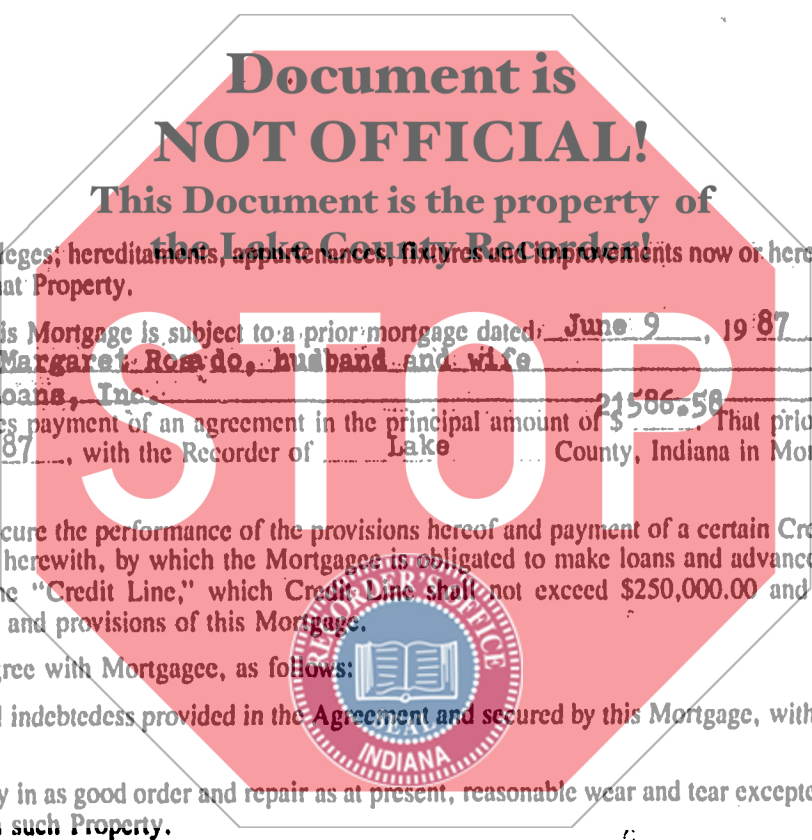 Document is
NOT OFFICIAL!
This Document is the property of
the Lake County Recorder!
leges, hereditaments, appurtenances, fixtures and improvements now or here
at Property.
is Mortgage is subject to a prior mortgage dated June 9, 19 87
Margaret Rosado, husband and wife
oans, Inc.
es payment of an agreement in the principal amount of $ 21586.50. That prio
87, with the Recorder of Lake County, Indiana in Mor
STOP
cure the performance of the provisions hereof and payment of a certain Cre
herewith, by which the Mortgagee is obligated to make loans and advance
"Credit Line," which Credit Line shall not exceed $250,000.00 and
and provisions of this Mortgage.
ree with Mortgagee, as follows:
indebtedess provided in the Agreement and secured by this Mortgage, with
RECORDER'S OFFICE
SEAL
INDIANA
y in as good order and repair as at present, reasonable wear and tear excepte
such Property.